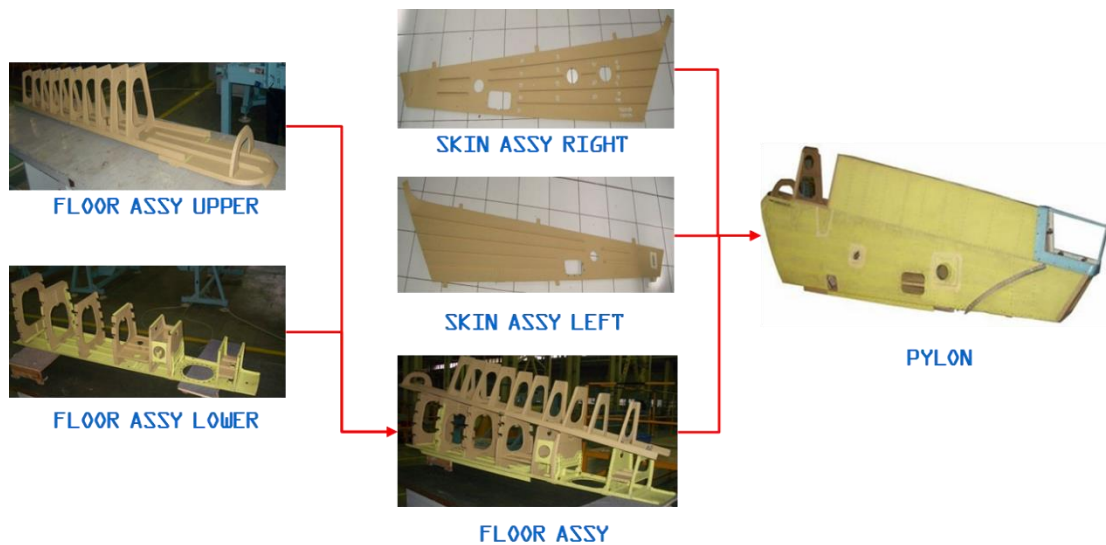 SKIN ASSY RIGHT
FLOOR ASSY UPPER
SKIN ASSY LEFT
PYLON
FLOOR ASSY LOWER
FLOOR ASSY